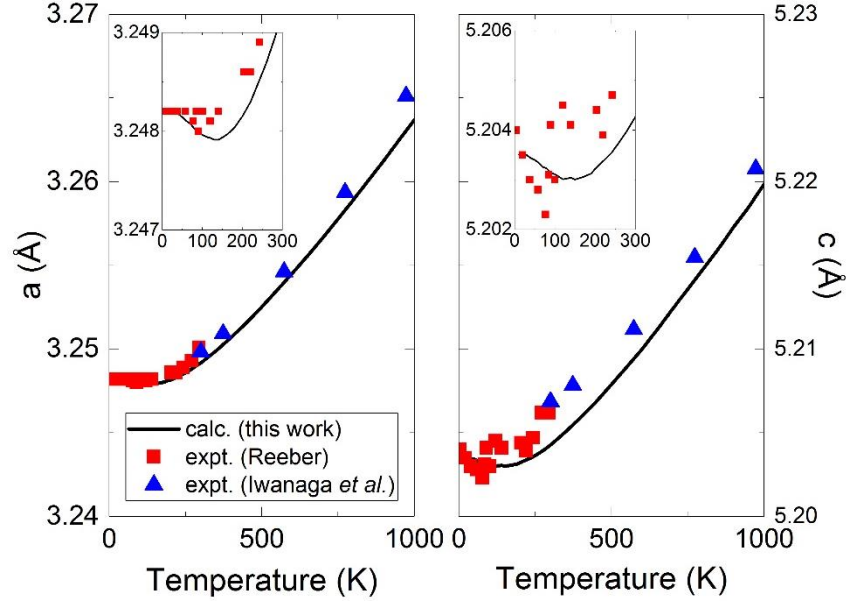 3.27
3.26
3.25
3.24
a (Å)
3.249
3.248
3.247
0 100 200 300
calc. (this work)
expt. (Reeber)
expt. (Iwanaga et al.)
0 500 1000
Temperature (K)
5.206
5.204
5.202
0 100 200 300
0 500 1000
Temperature (K)
5.23
5.22
5.21
5.20
c (Å)